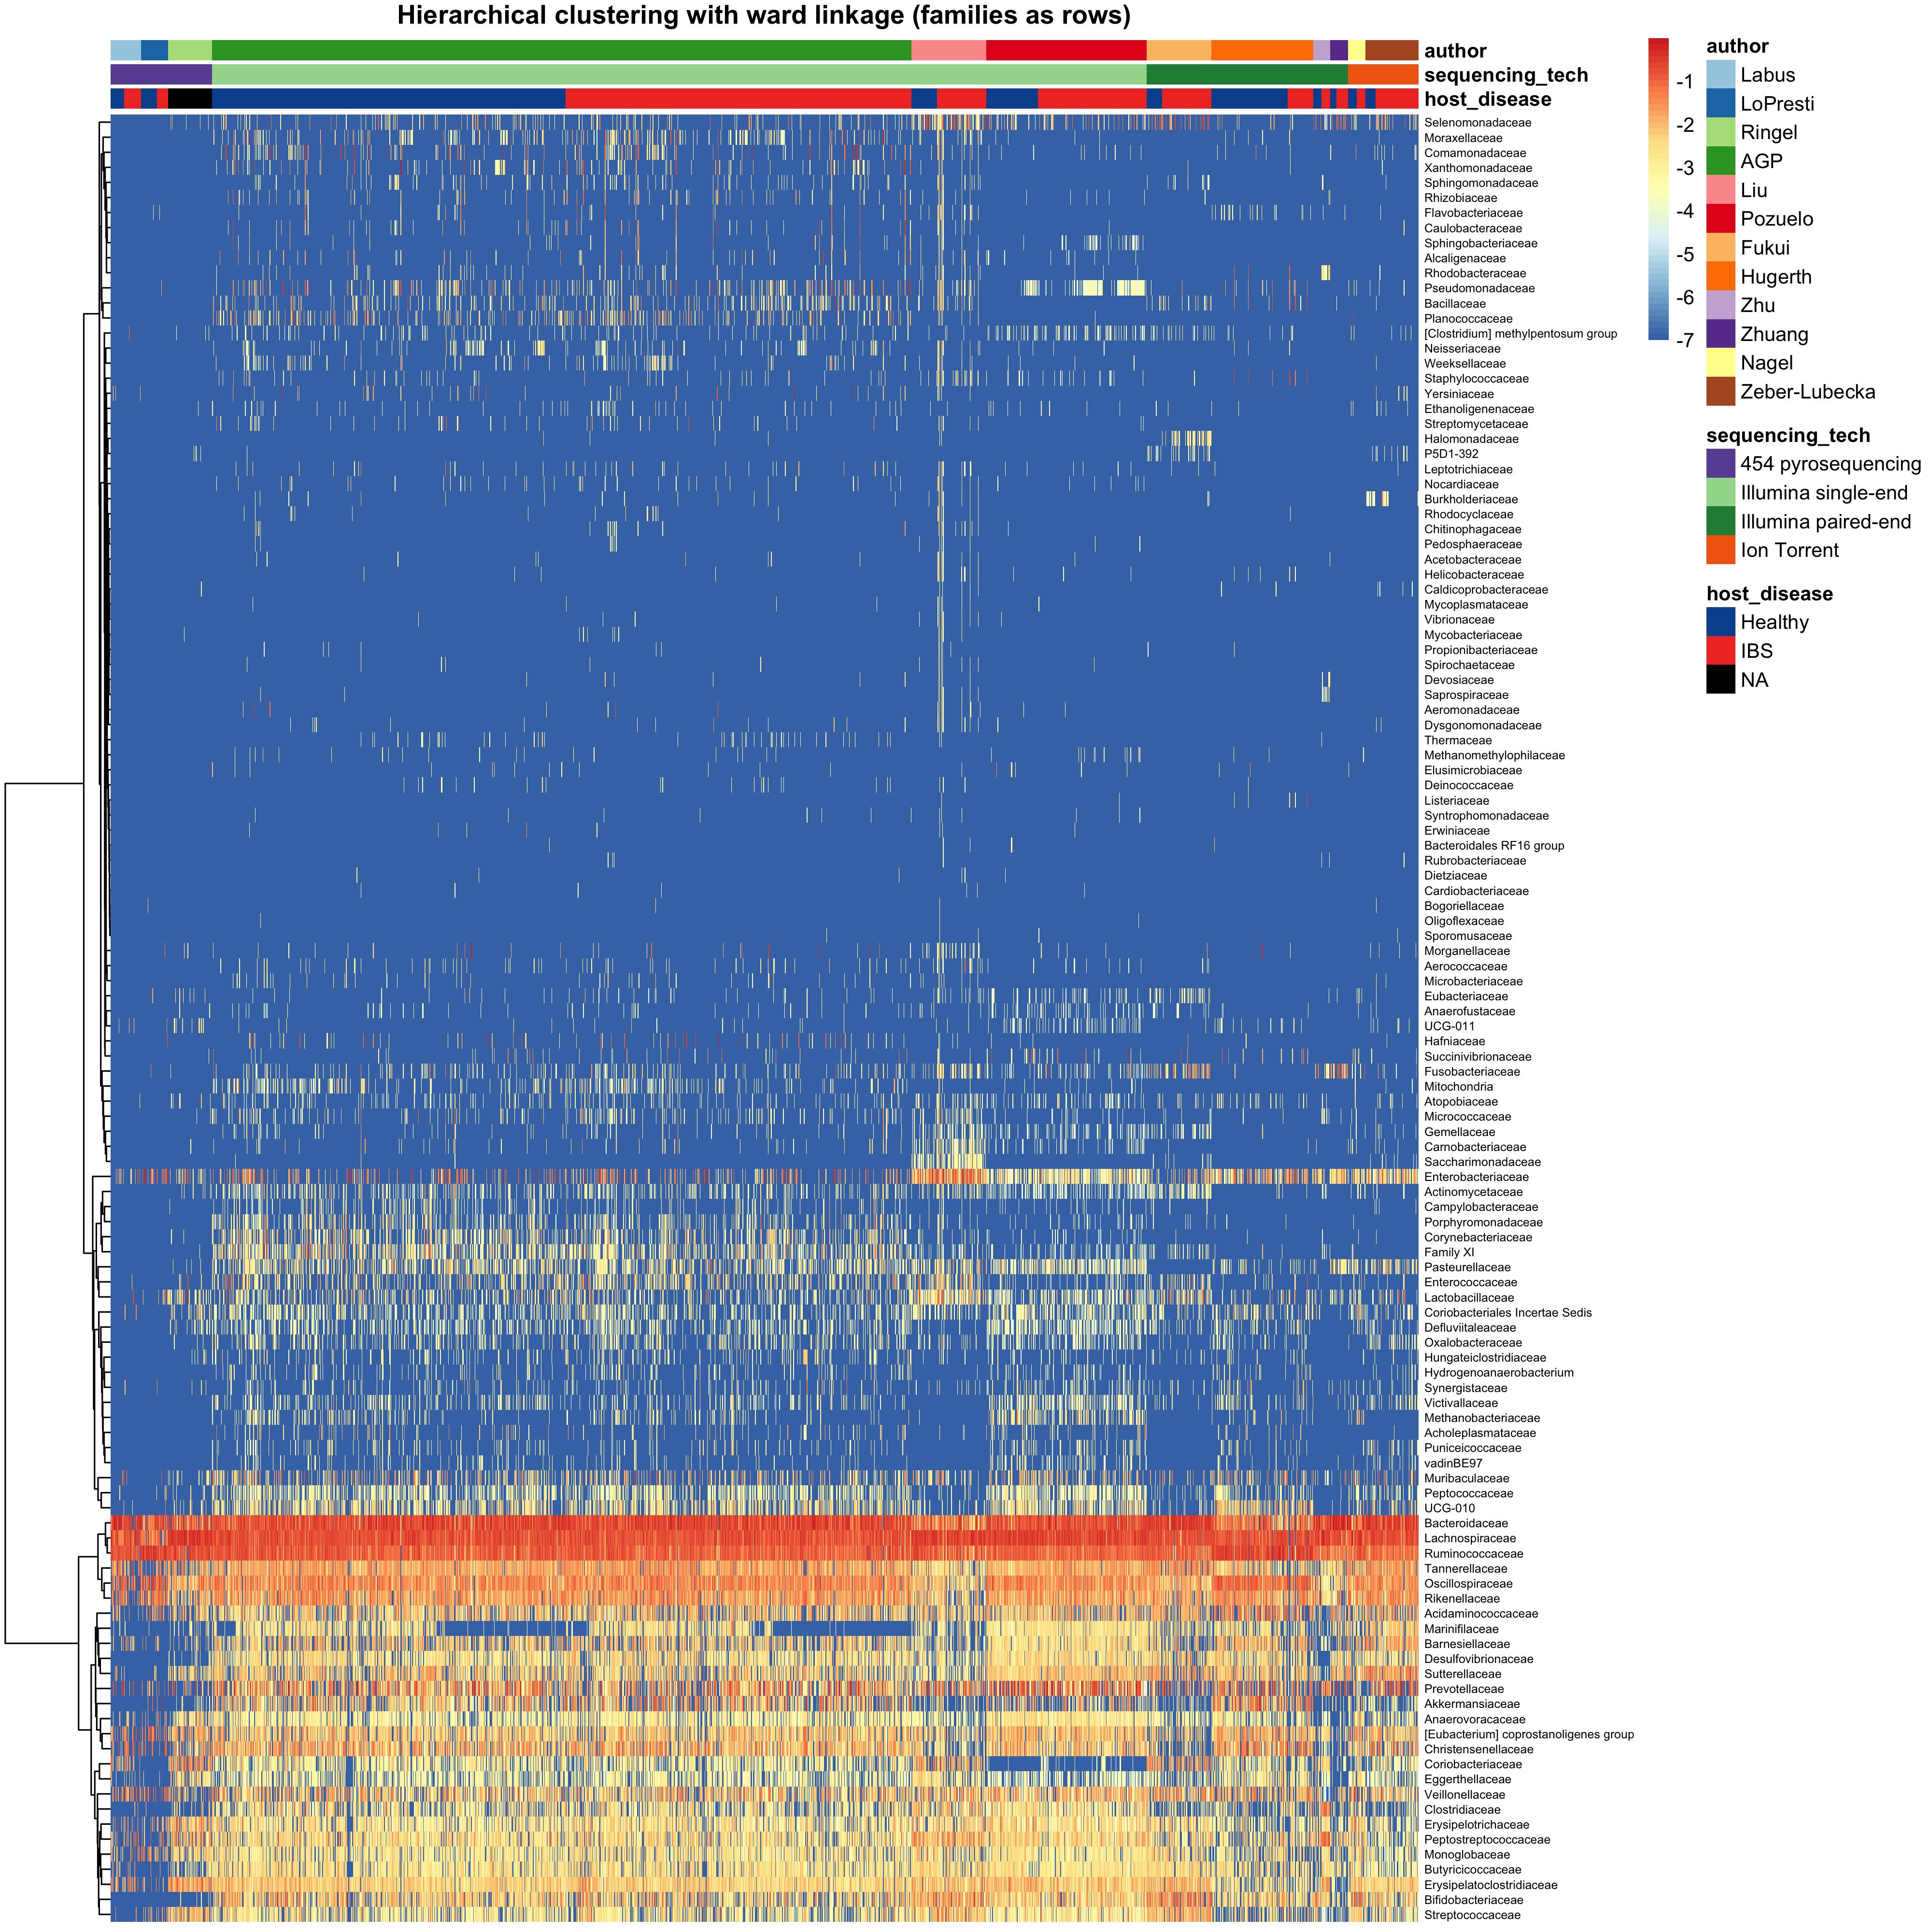 Hierarchical clustering with ward linkage (families as rows)
author
sequencing_tech
host_disease
Selenomonadaceae
Moraxellaceae
Comamonadaceae
Xanthomonadaceae
Sphingomonadaceae
Rhizobiaceae
Flavobacteriaceae
Caulobacteraceae
Sphingobacteriaceae
Alcaligenaceae
Rhodobacteraceae
Pseudomonadaceae
Bacillaceae
Planococcaceae
[Clostridium] methylpentosum group
Neisseriaceae
Weeksellaceae
Staphylococcaceae
Yersiniaceae
Ethanoligenenaceae
Streptomycetaceae
Halomonadaceae
P5D1-392
Leptotrichiaceae
Nocardiaceae
Burkholderiaceae
Rhodocyclaceae
Chitinophagaceae
Pedosphaeraceae
Acetobacteraceae
Helicobacteraceae
Caldicoprobacteraceae
Mycoplasmataceae
Vibrionaceae
Mycobacteriaceae
Propionibacteriaceae
Spirochaetaceae
Devosiaceae
Saprospiraceae
Aeromonadaceae
Dysgonomonadaceae
Thermaceae
Methanomethylophilaceae
Elusimicrobiaceae
Deinococcaceae
Listeriaceae
Syntrophomonadaceae
Erwiniaceae
Bacteroidales RF16 group
Rubrobacteriaceae
Dietziaceae
Cardiobacteriaceae
Bogoriellaceae
Oligoflexaceae
Sporomusaceae
Morganellaceae
Aerococcaceae
Microbacteriaceae
Eubacteriaceae
Anaerofustaceae
UCG-011
Hafniaceae
Succinivibrionaceae
Fusobacteriaceae
Mitochondria
Atopobiaceae
Micrococcaceae
Gemellaceae
Carnobacteriaceae
Saccharimonadaceae
Enterobacteriaceae
Actinomycetaceae
Campylobacteraceae
Porphyromonadaceae
Corynebacteriaceae
Family XI
Pasteurellaceae
Enterococcaceae
Lactobacillaceae
Coriobacteriales Incertae Sedis
Defluviitaleaceae
Oxalobacteraceae
Hungateiclostridiaceae
Hydrogenoanaerobacterium
Synergistaceae
Victivallaceae
Methanobacteriaceae
Acholeplasmataceae
Puniceicoccaceae
vadinBE97
Muribaculaceae
Peptococcaceae
UCG-010
Bacteroidaceae
Lachnospiraceae
Ruminococcaceae
Tannerellaceae
Oscillospiraceae
Rikenellaceae
Acidaminococcaceae
Marinifilaceae
Barnesiellaceae
Desulfovibrionaceae
Sutterellaceae
Prevotellaceae
Akkermansiaceae
Anaerovoracaceae
[Eubacterium] coprostanoligenes group
Christensenellaceae
Coriobacteriaceae
Eggerthellaceae
Veillonellaceae
Clostridiaceae
Erysipelotrichaceae
Peptostreptococcaceae
Monoglobaceae
Butyricicoccaceae
Erysipelatoclostridiaceae
Bifidobacteriaceae
Streptococcaceae
-1
-2
-3
-4
-5
-6
-7
author
Labus
LoPresti
Ringel
AGP
Liu
Pozuelo
Fukui
Hugerth
Zhu
Zhuang
Nagel
Zeber-Lubecka
sequencing_tech
454 pyrosequencing
Illumina single-end
Illumina paired-end
Ion Torrent
host_disease
Healthy
IBS
NA